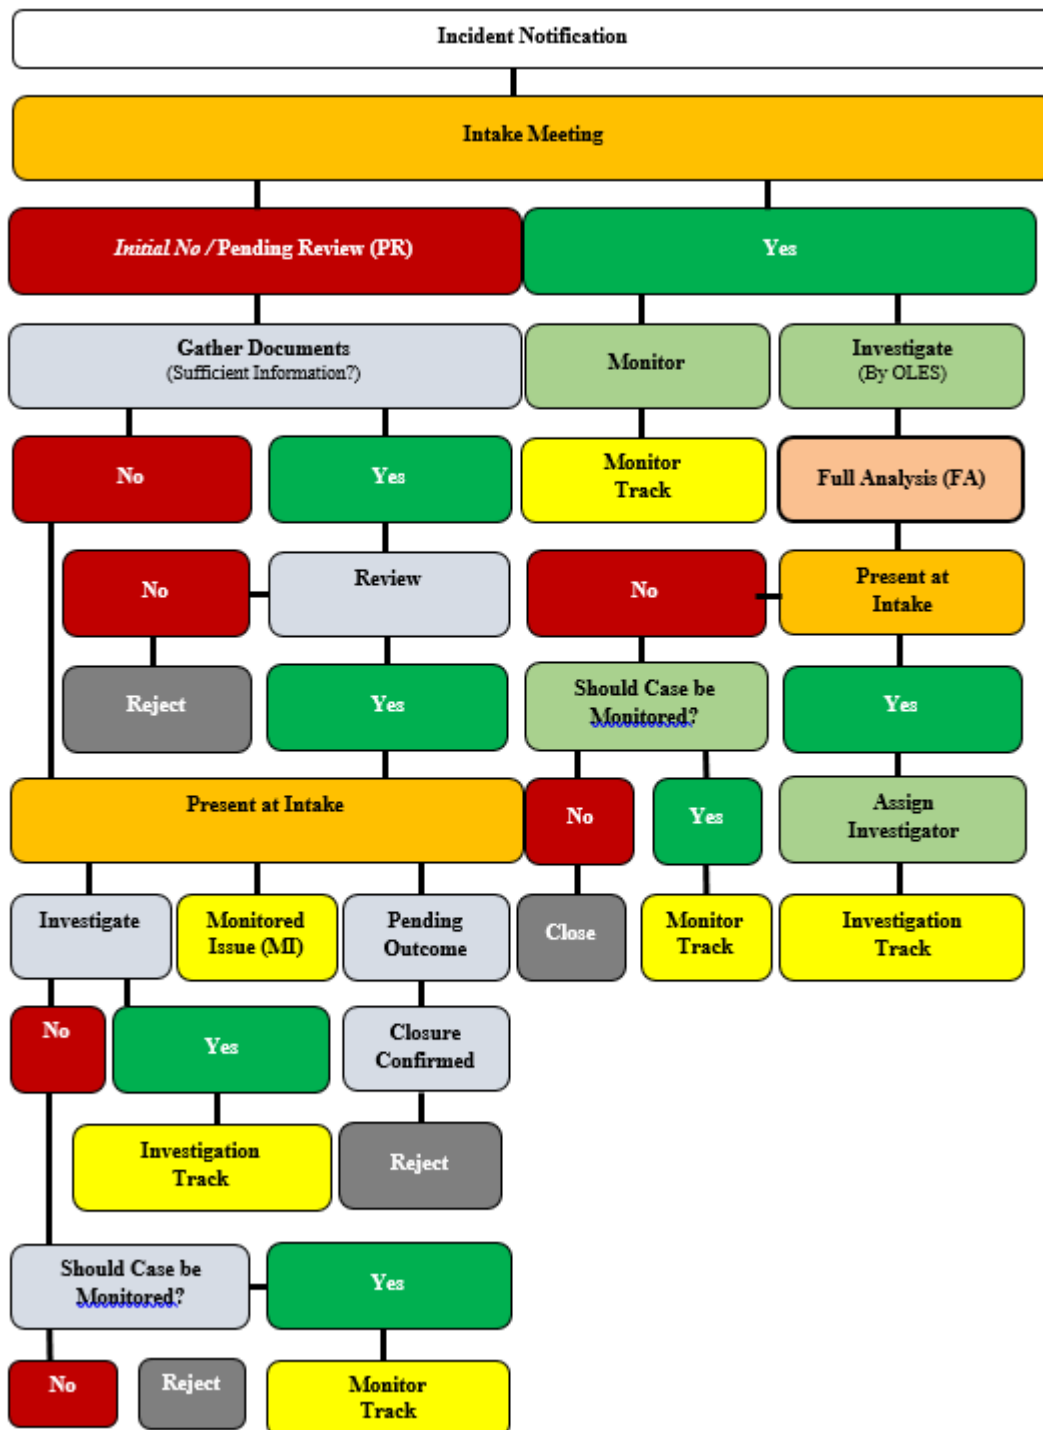 Incident Notification
Intake Meeting
Initial No / Pending Review (PR)
Yes
Gather Documents
(Sufficient Information?)
Monitor
Investigate
(By OLES)
No
Yes
Monitor
Track
Full Analysis (FA)
No
Review
No
Present at
Intake
Reject
Yes
Should Case be
Monitored?
Yes
Present at Intake
No
Yes
Assign
Investigator
Investigate
Monitored
Issue (MI)
Pending
Outcome
Close
Monitor
Track
Investigation
Track
No
Yes
Closure
Confirmed
Investigation
Track
Reject
Should Case be
Monitored?
Yes
No
Reject
Monitor
Track